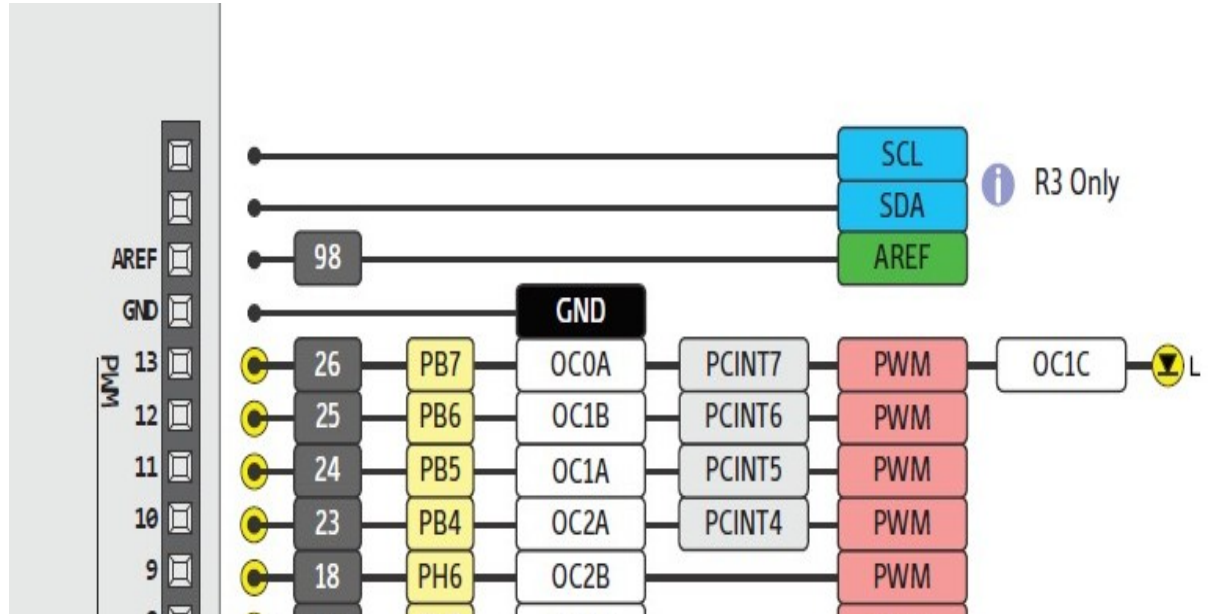 SCL
R3 Only
SDA
AREF 98 AREF
GND GND
PWM
13 26 PB7 OC0A PCINT7 PWM OC1C L
12 25 PB6 OC1B PCINT6 PWM
11 24 PB5 OC1A PCINT5 PWM
10 23 PB4 OC2A PCINT4 PWM
9 18 PH6 OC2B PWM